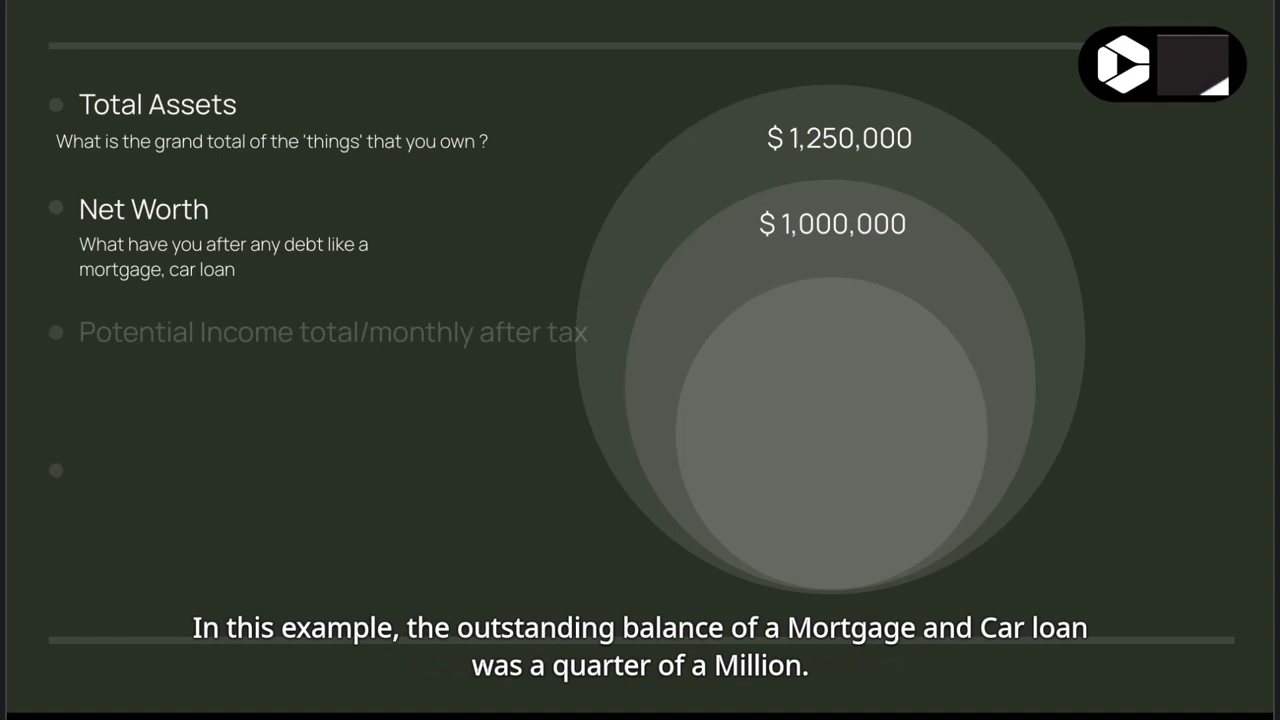 Total Assets
What is the grand total of the 'things' that you own ?
$ 1,250,000
Net Worth
What have you after any debt like a
mortgage, car loan
$ 1,000,000
Potential Income total/monthly after tax
In this example, the outstanding balance of a Mortgage and Car loan
was a quarter of a Million.